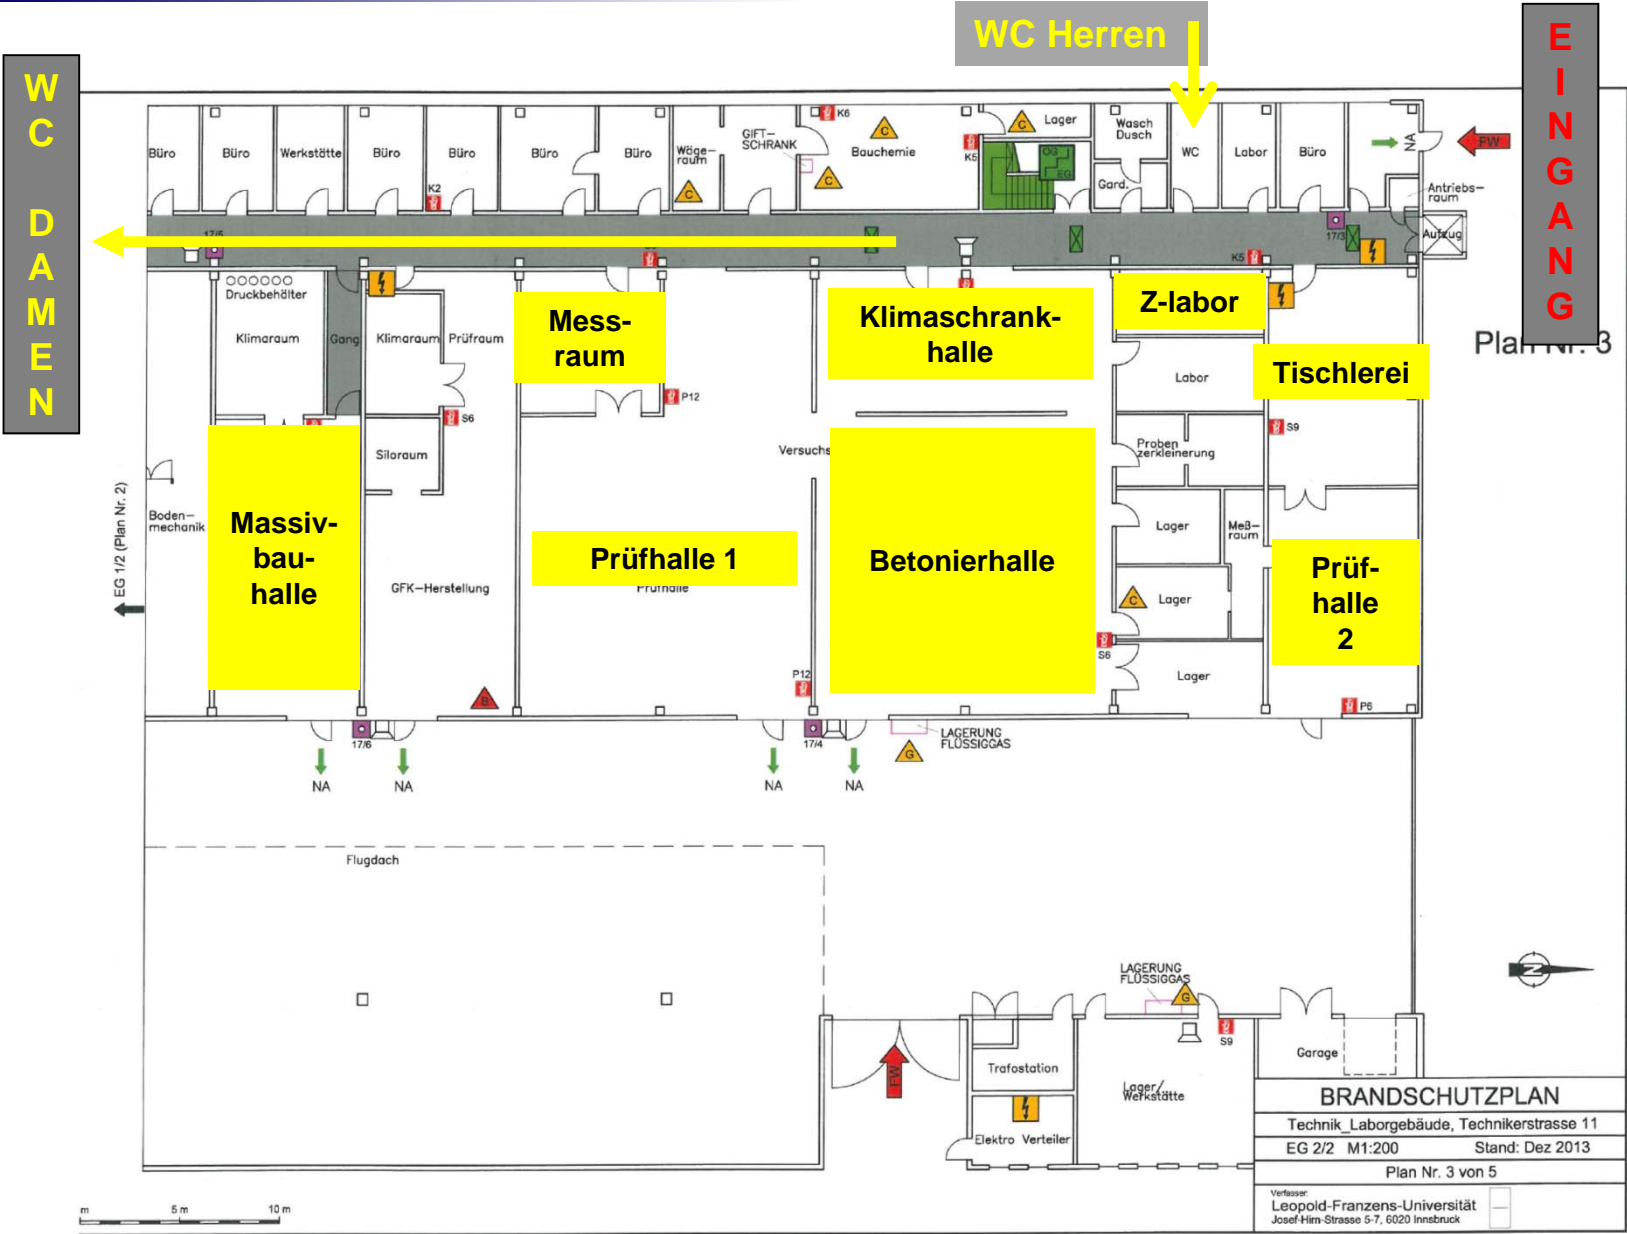 WC Herren
E
I
N
G
A
N
G
W
C
D
A
M
E
N
Büro
Büro
Werkstätte
Büro
Büro
Büro
Büro
Wäge-
raum
C
GIFT-
SCHRANK
K6
C
Bauchemie
C
K5
C
Lager
OG
EG
Wasch
Dusch
Gard.
WC
Labor
Büro
NA
FW
Antriebs-
raum
Aufzug
K2
17/5
17/3
K5
Druckbehälter
Klimaraum
Gang
Klimaraum
Prüfraum
Mess-
raum
Klimaschrank-
halle
Z-labor
Tischlerei
Plan Nr. 3
Labor
P12
S6
S9
Siloraum
Versuchs
Proben
zerkleinerung
EG 1/2 (Plan Nr. 2)
Boden-
mechanik
Massiv-
bau-
halle
GFK-Herstellung
Prüfhalle 1
Prüfhalle
Betonierhalle
Lager
Meß-
raum
C
Lager
Prüf-
halle
2
S6
Lager
P12
B
P6
17/6
17/4
LAGERUNG
FLÜSSIGGAS
G
NA
NA
NA
NA
Flugdach
LAGERUNG
FLÜSSIGGAS
G
N
S9
FW
Trafostation
Lager/
Werkstätte
Garage
Elektro Verteiler
BRANDSCHUTZPLAN
Technik_Laborgebäude, Technikerstrasse 11
EG 2/2 M1:200 Stand: Dez 2013
Plan Nr. 3 von 5
Verfasser:
Leopold-Franzens-Universität
Josef-Hirn-Strasse 5-7, 6020 Innsbruck
m 5 m 10 m